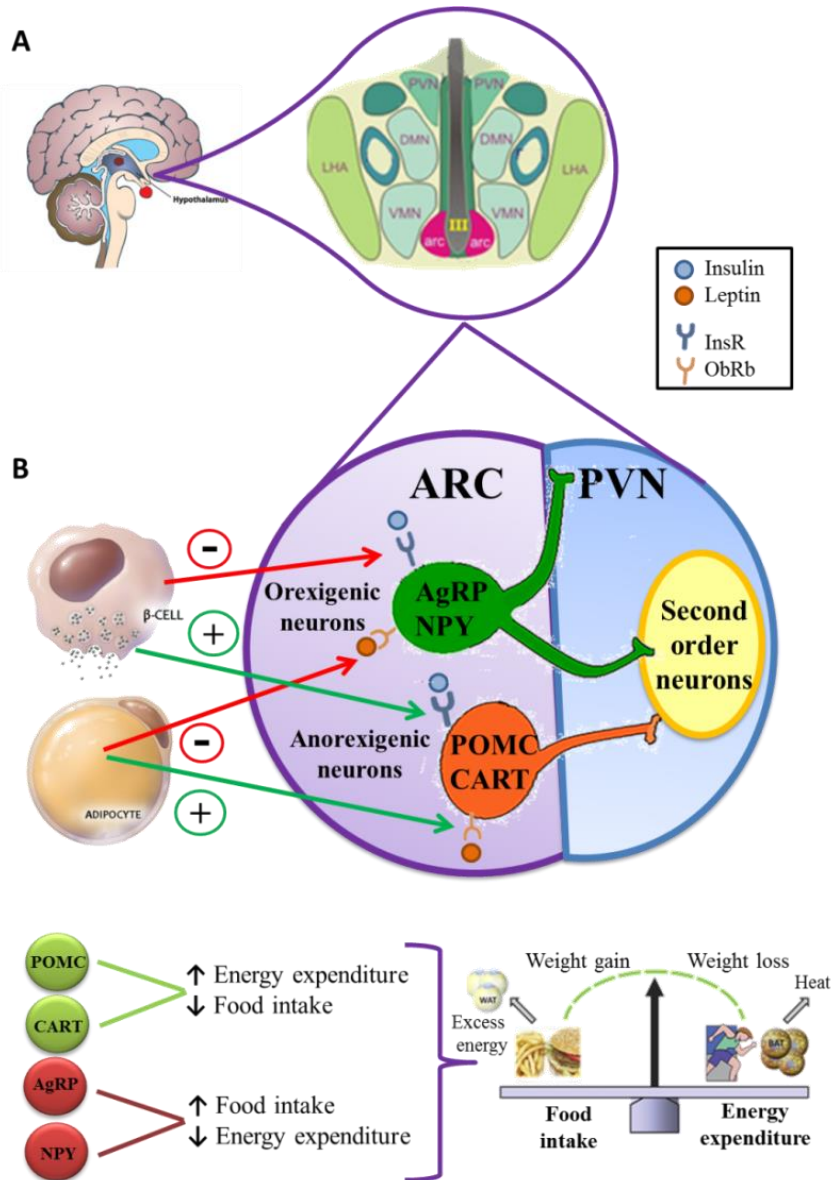 A
Hypothalamus
PVN
PVN
DMN
DMN
LHA
LHA
VMN
VMN
III
arc
arc
Insulin
Leptin
InsR
ObRb
B
ARC
PVN
-
β-CELL
+
Orexigenic
neurons
AgRP
NPY
Second
order
neurons
-
Anorexigenic
neurons
POMC
CART
ADIPOCYTE
+
POMC
CART
↑ Energy expenditure
↓ Food intake
AgRP
NPY
↑ Food intake
↓ Energy expenditure
Weight gain
Weight loss
WAT
Heat
Excess
energy
BAT
Food
intake
Energy
expenditure